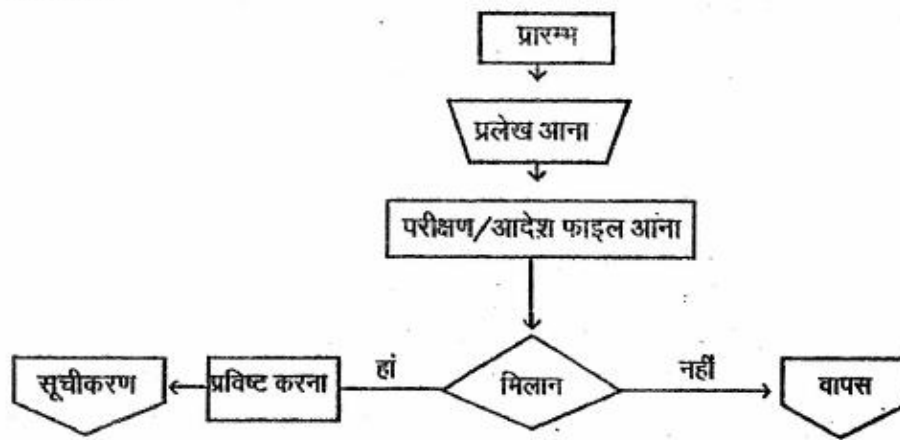 प्रारम्भ
प्रलेख आना
परीक्षण/आदेश फाइल आना
सूचीकरण प्रविष्ट करना हां मिलान नहीं वापस